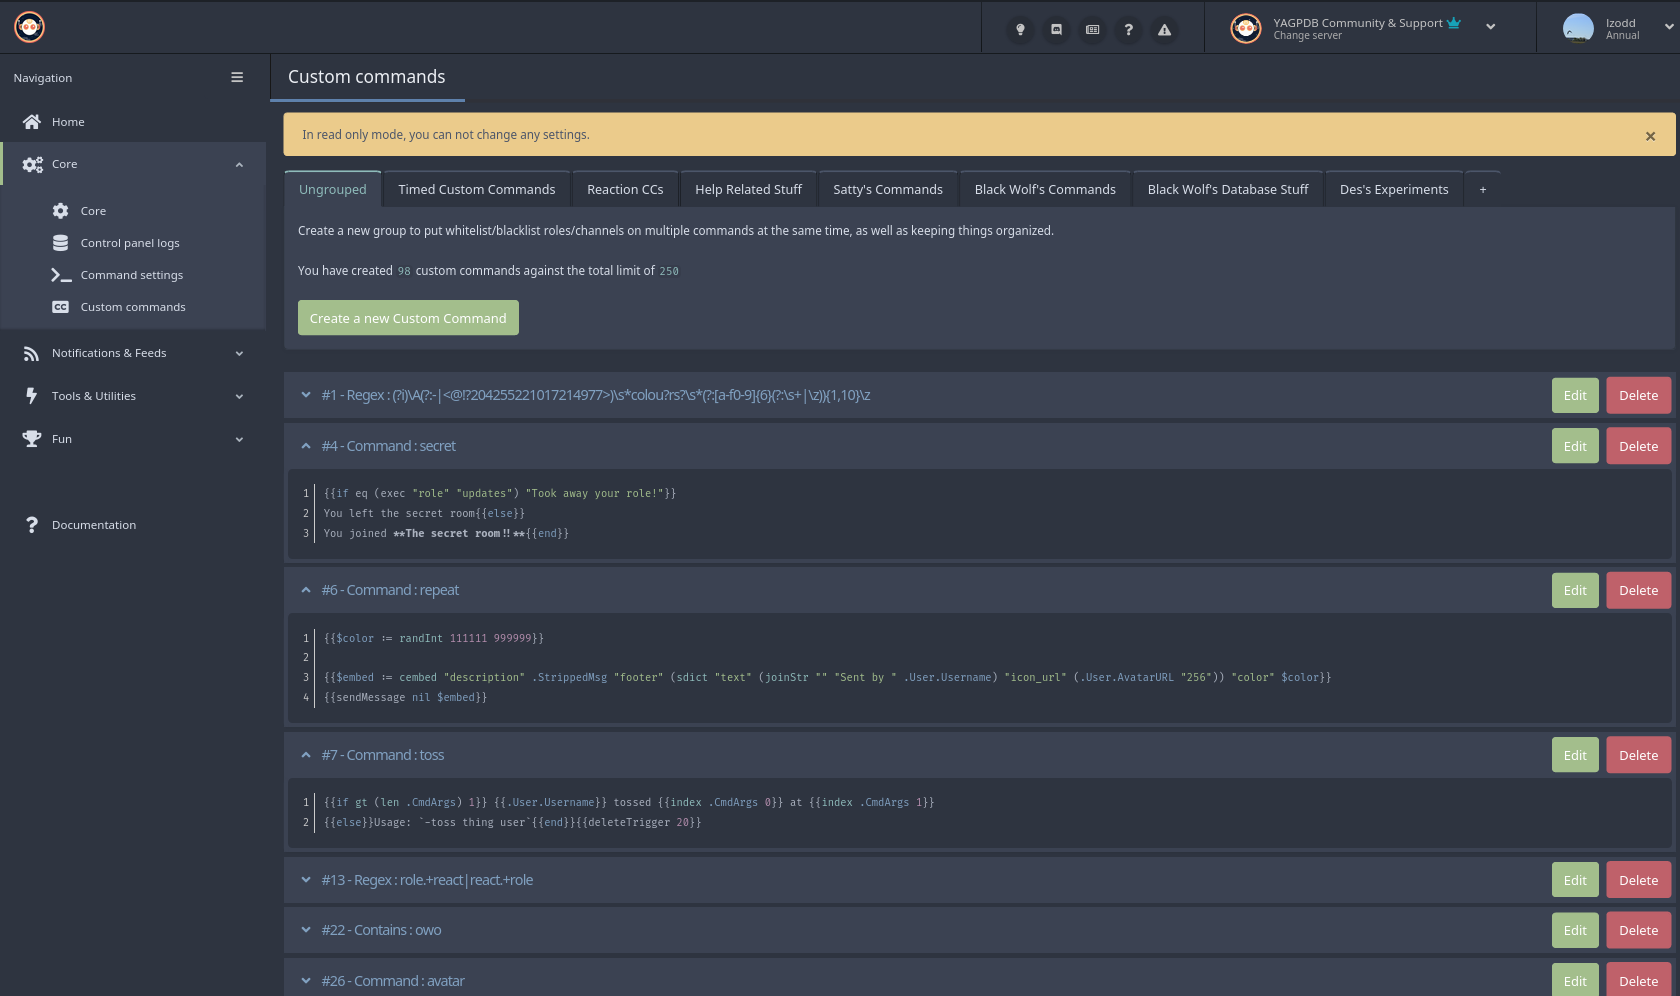 YAGPDB Community & Support
Change server
Izodd
Annual
Navigation
Custom commands
Home
In read only mode, you can not change any settings.
Core
Ungrouped
Timed Custom Commands
Reaction CCs
Help Related Stuff
Satty's Commands
Black Wolf's Commands
Black Wolf's Database Stuff
Des's Experiments
+
Core
Control panel logs
Command settings
Custom commands
Notifications & Feeds
Tools & Utilities
Fun
Documentation
Create a new group to put whitelist/blacklist roles/channels on multiple commands at the same time, as well as keeping things organized.
You have created 98 custom commands against the total limit of 250
Create a new Custom Command
#1 - Regex : (?i)\A(?:-|<@!?204255221017214977>)\s*colou?rs?\s*(?:[a-f0-9]{6}(?:\s+|\z)){1,10}\z
Edit Delete
#4 - Command : secret
Edit Delete
1 {{if eq (exec "role" "updates") "Took away your role!"}}
2 You left the secret room{{else}}
3 You joined **The secret room!!**{{end}}
#6 - Command : repeat
Edit Delete
1 {{$color := randInt 111111 999999}}
2
3 {{$embed := cembed "description" .StrippedMsg "footer" (sdict "text" (joinStr "" "Sent by " .User.Username) "icon_url" (.User.AvatarURL "256")) "color" $color}}
4 {{sendMessage nil $embed}}
#7 - Command : toss
Edit Delete
1 {{if gt (len .CmdArgs) 1}} {{.User.Username}} tossed {{index .CmdArgs 0}} at {{index .CmdArgs 1}}
2 {{else}}Usage: `-toss thing user`{{end}}{{deleteTrigger 20}}
#13 - Regex : role.+react|react.+role
Edit Delete
#22 - Contains : owo
Edit Delete
#26 - Command : avatar
Edit Delete